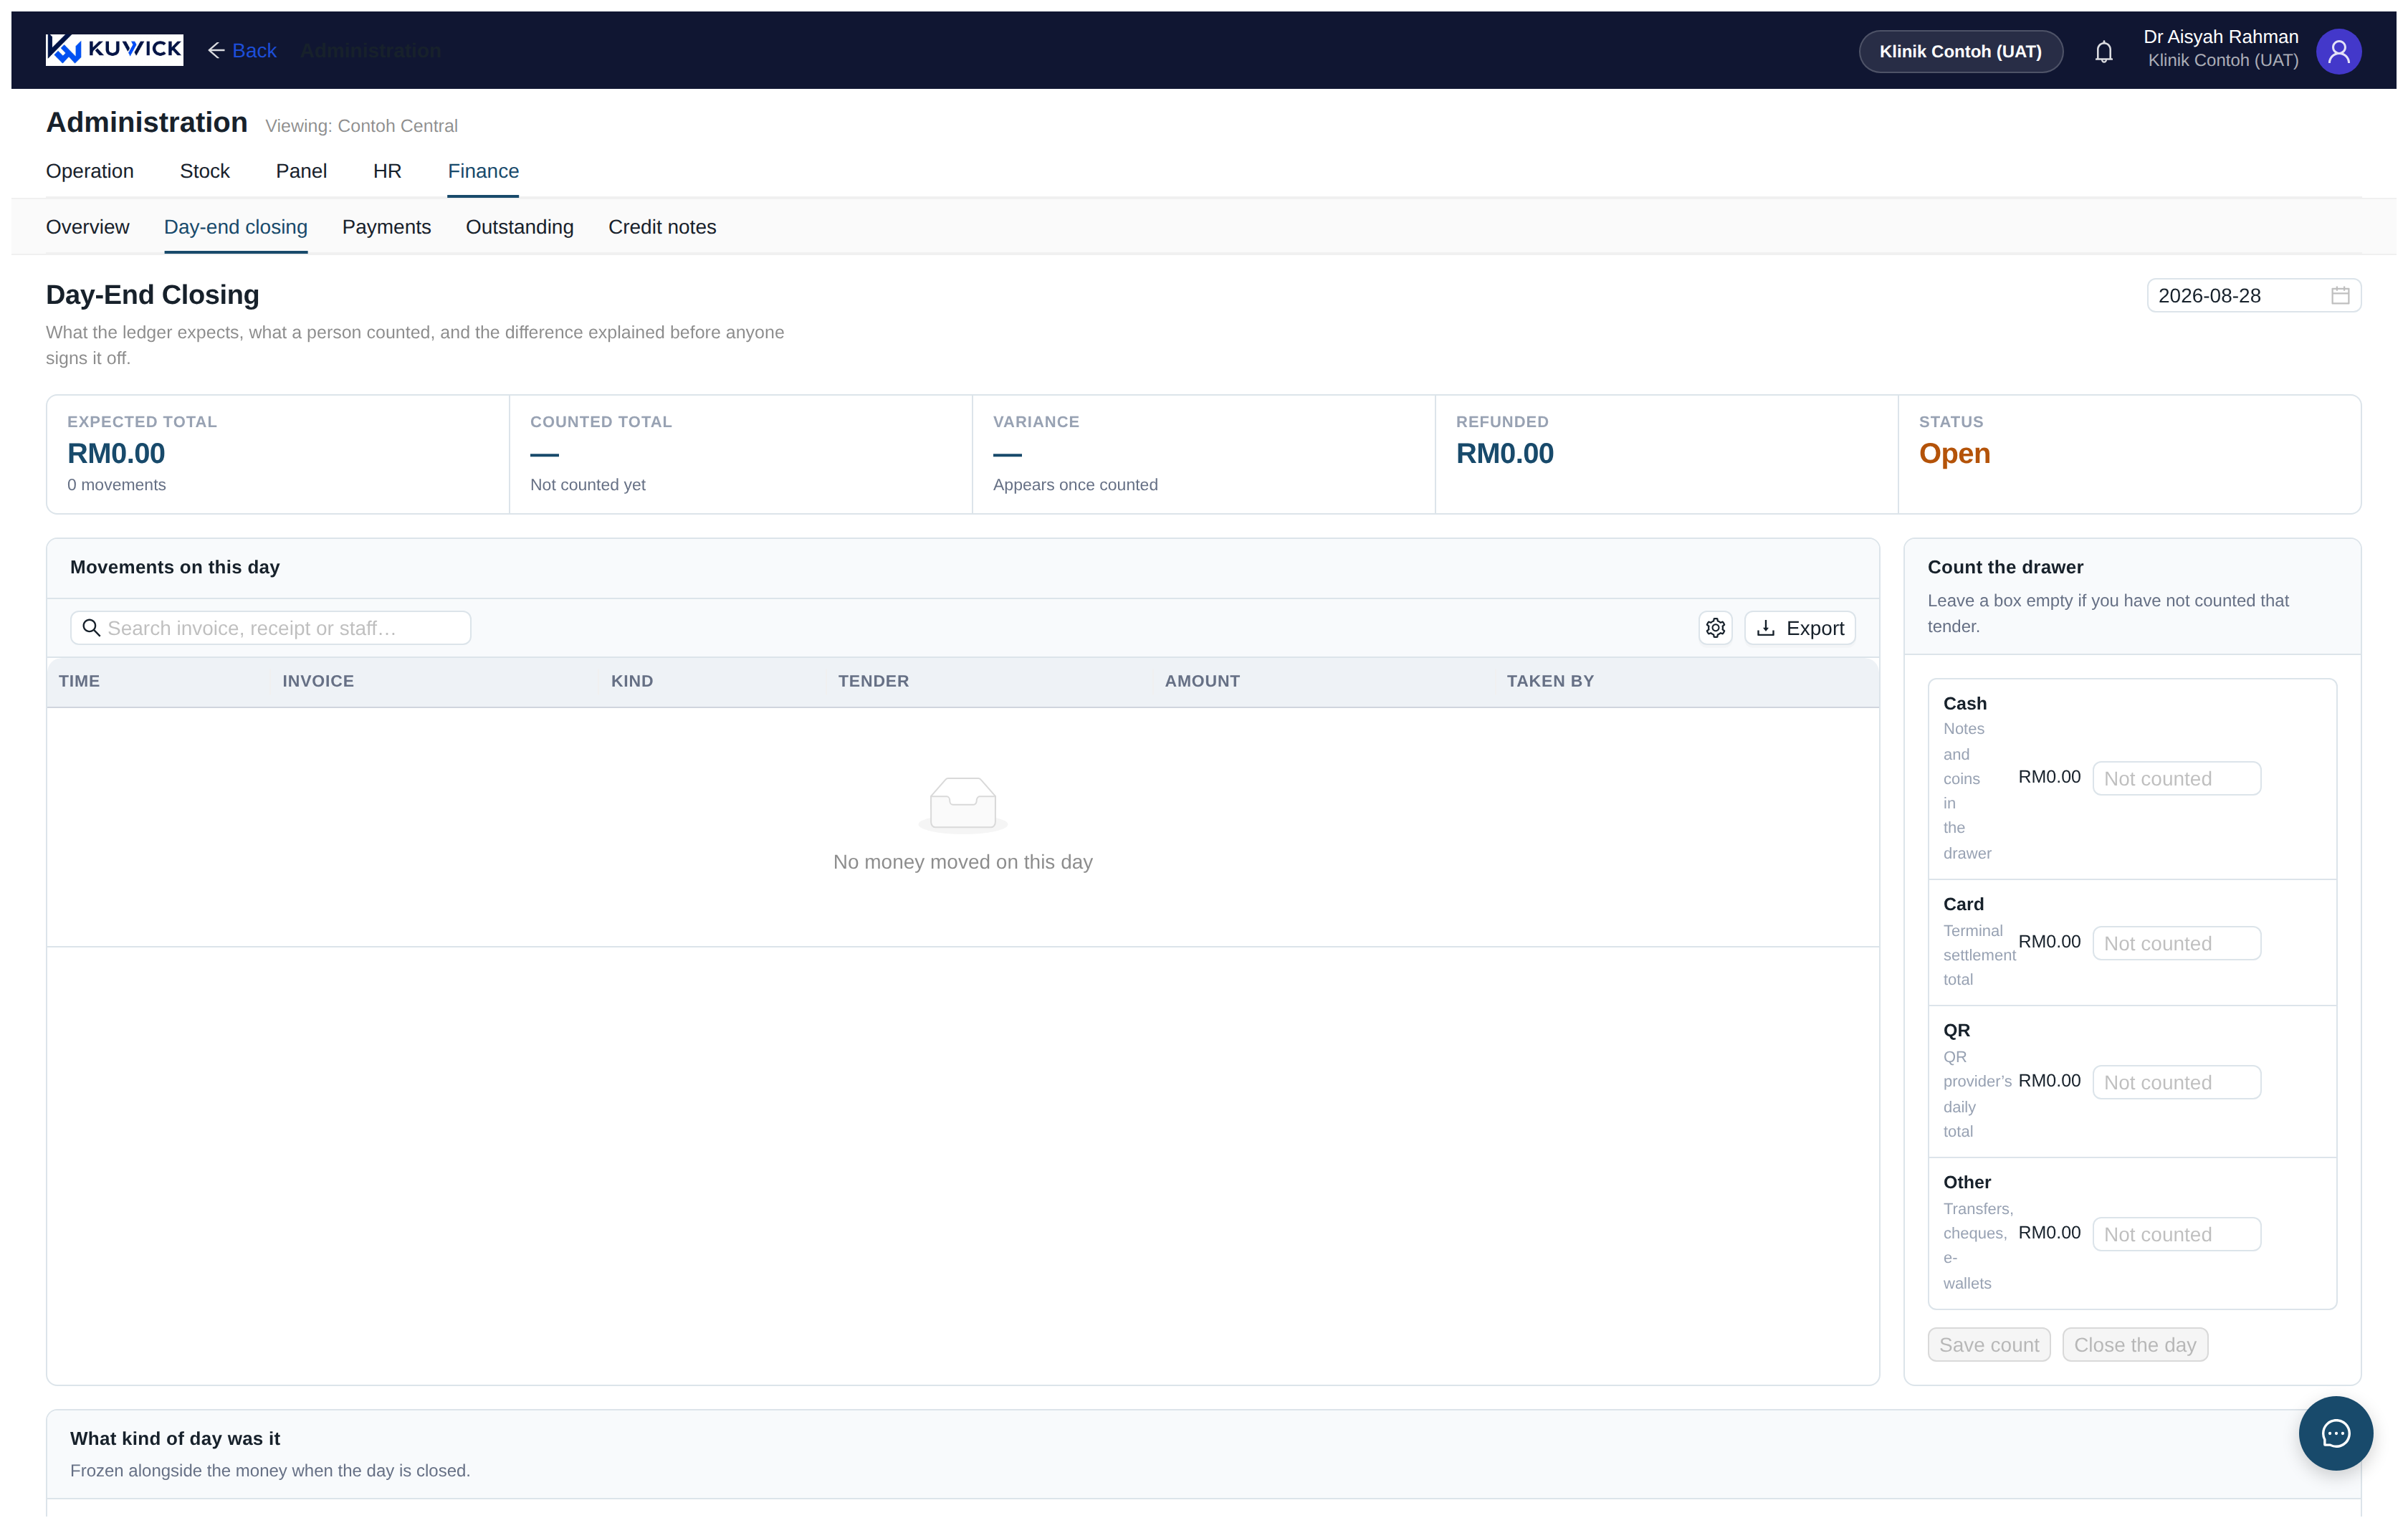 KUWICK
Back
Administration
Klinik Contoh (UAT)
Dr Aisyah Rahman
Klinik Contoh (UAT)
Administration
Viewing: Contoh Central
Operation
Stock
Panel
HR
Finance
Overview
Day-end closing
Payments
Outstanding
Credit notes
Day-End Closing
2026-08-28
What the ledger expects, what a person counted, and the difference explained before anyone
signs it off.
EXPECTED TOTAL
RM0.00
0 movements
COUNTED TOTAL
—
Not counted yet
VARIANCE
—
Appears once counted
REFUNDED
RM0.00
STATUS
Open
Movements on this day
Search invoice, receipt or staff…
Export
TIME
INVOICE
KIND
TENDER
AMOUNT
TAKEN BY
No money moved on this day
Count the drawer
Leave a box empty if you have not counted that
tender.
Cash
Notes
and
coins
in
the
drawer
RM0.00
Not counted
Card
Terminal
settlement
total
RM0.00
Not counted
QR
QR
provider’s
daily
total
RM0.00
Not counted
Other
Transfers,
cheques,
e-
wallets
RM0.00
Not counted
Save count
Close the day
What kind of day was it
Frozen alongside the money when the day is closed.